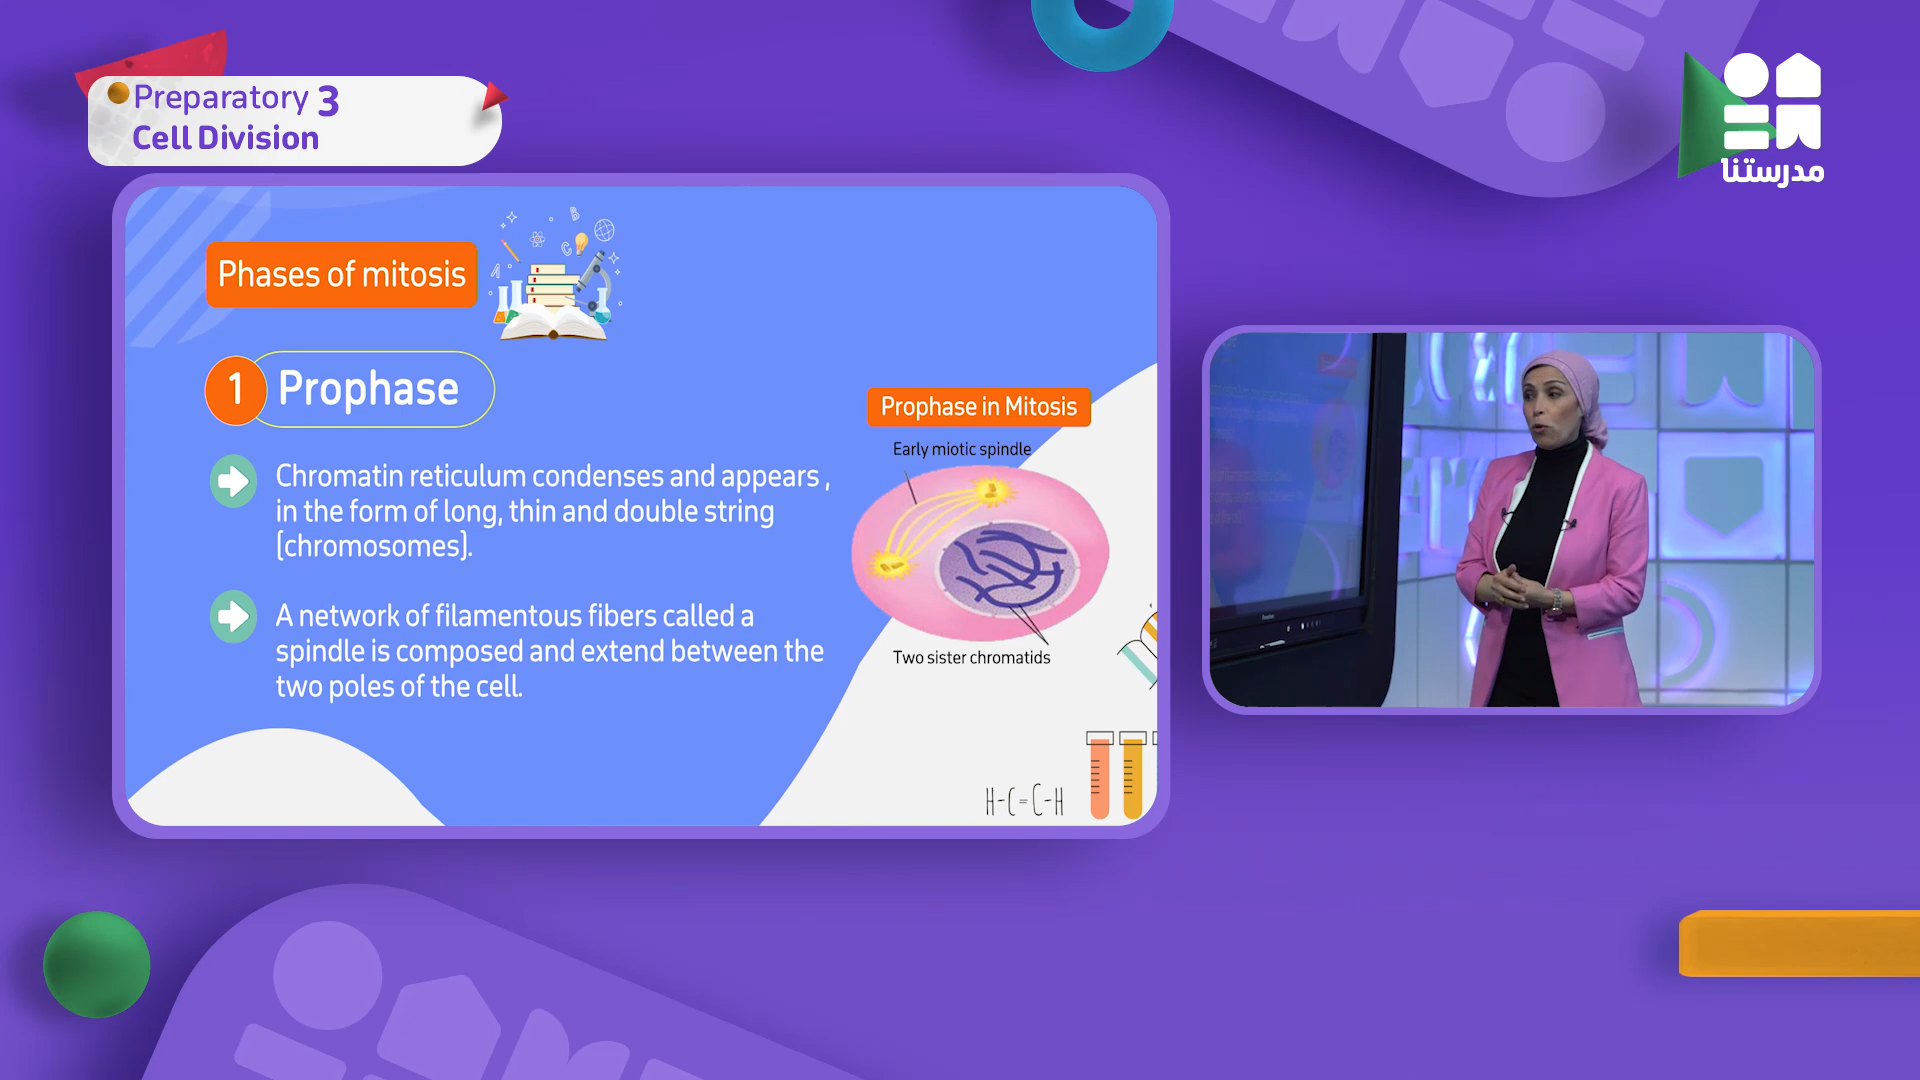 Preparatory 3
Cell Division
مدرستنا
Phases of mitosis
1 Prophase
Chromatin reticulum condenses and appears ,
in the form of long, thin and double string
(chromosomes).
A network of filamentous fibers called a
spindle is composed and extend between the
two poles of the cell.
Prophase in Mitosis
Early miotic spindle
Two sister chromatids
H-C=C-H